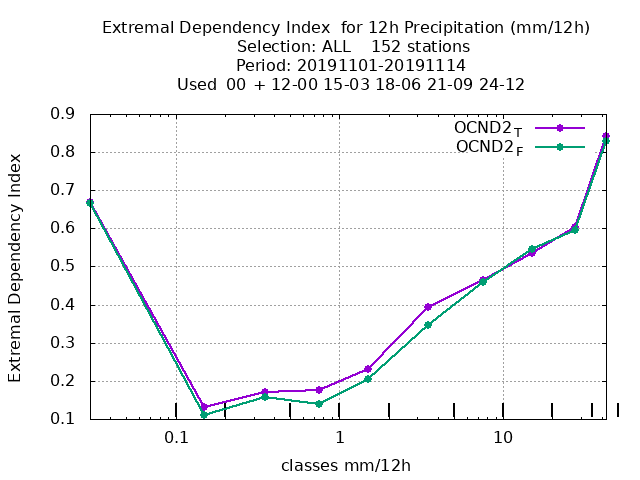 Extremal Dependency Index  for 12h Precipitation (mm/12h)
Selection: ALL    152 stations
Period: 20191101-20191114
Used  00 + 12-00 15-03 18-06 21-09 24-12
OCND2T
OCND2F
Extremal Dependency Index
0.9
0.8
0.7
0.6
0.5
0.4
0.3
0.2
0.1
0.1 1 10
classes mm/12h